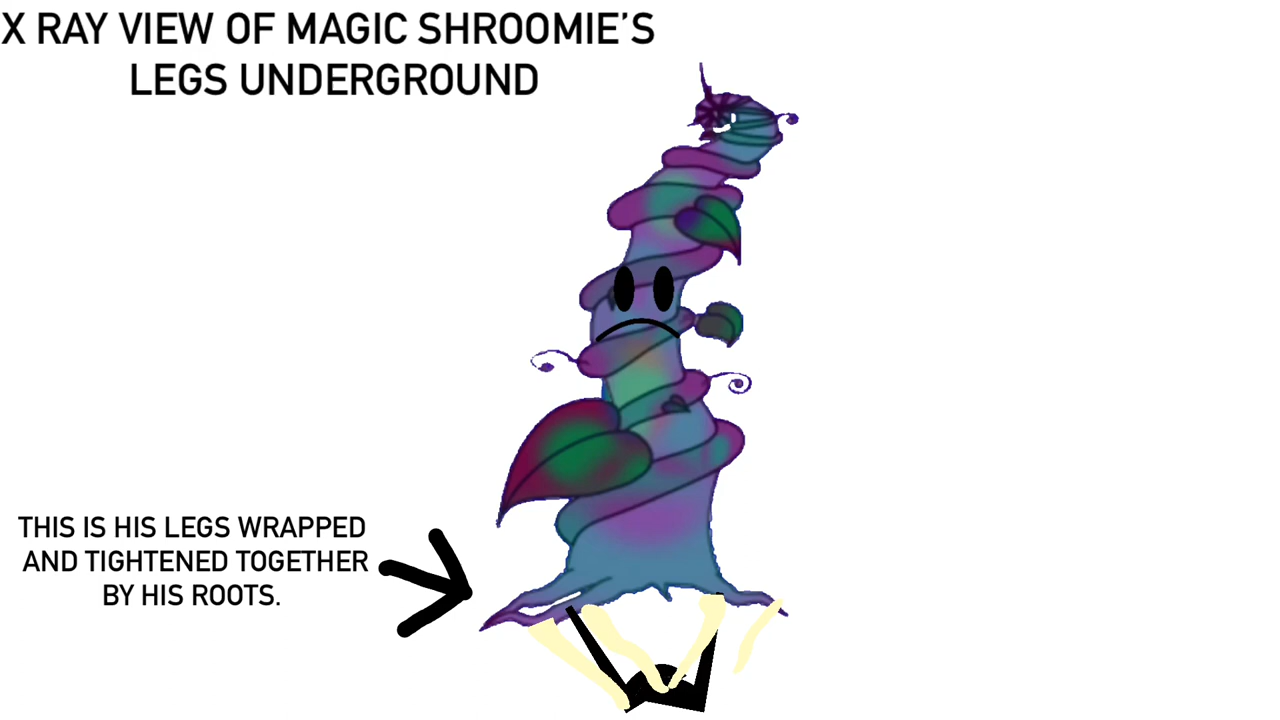 X RAY VIEW OF MAGIC SHROOMIE’S
LEGS UNDERGROUND
THIS IS HIS LEGS WRAPPED
AND TIGHTENED TOGETHER
BY HIS ROOTS.